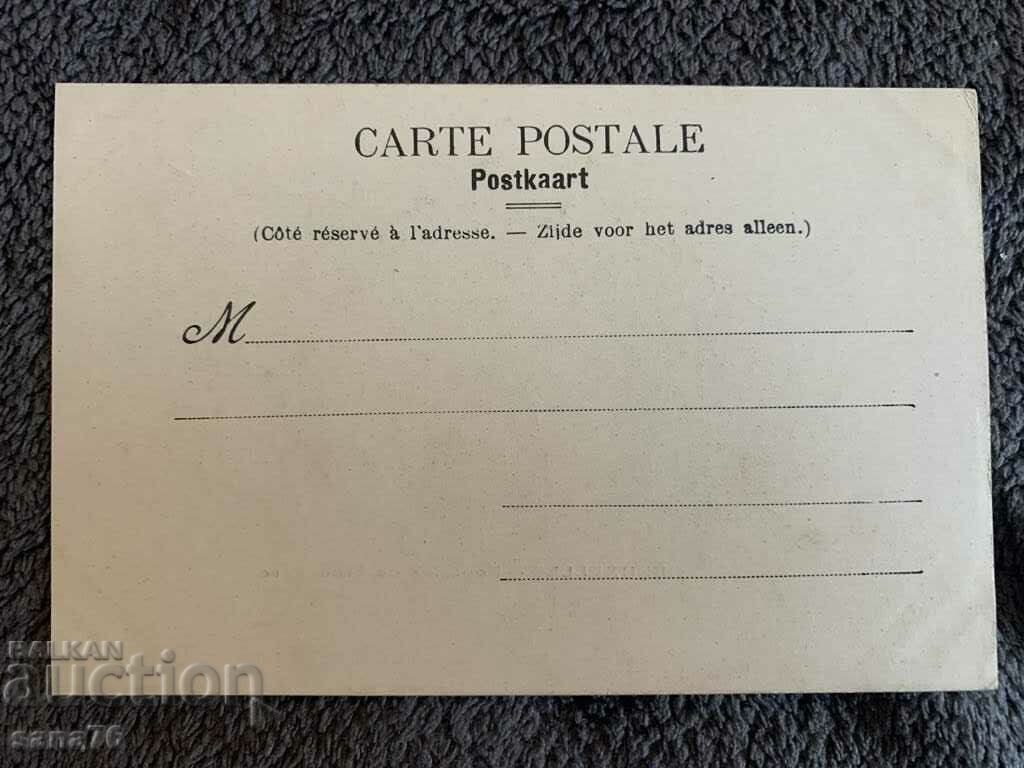 CARTE POSTALE
Postkaart
(Côté réservé à l'adresse. — Zijde voor het adres alleen.)
M
BALKAN
auction
sana76